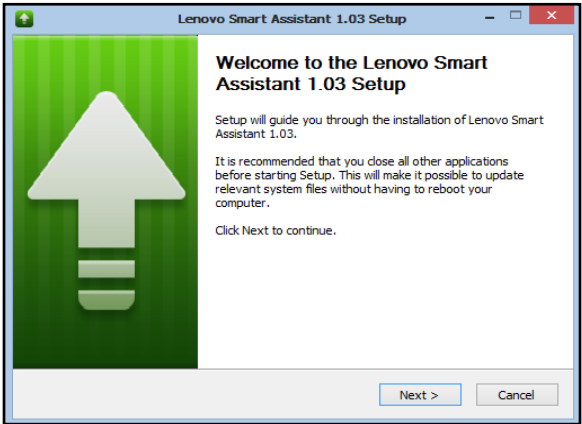 Lenovo Smart Assistant 1.03 Setup
Welcome to the Lenovo Smart
Assistant 1.03 Setup
Setup will guide you through the installation of Lenovo Smart
Assistant 1.03.
It is recommended that you close all other applications
before starting Setup. This will make it possible to update
relevant system files without having to reboot your
computer.
Click Next to continue.
Next >
Cancel